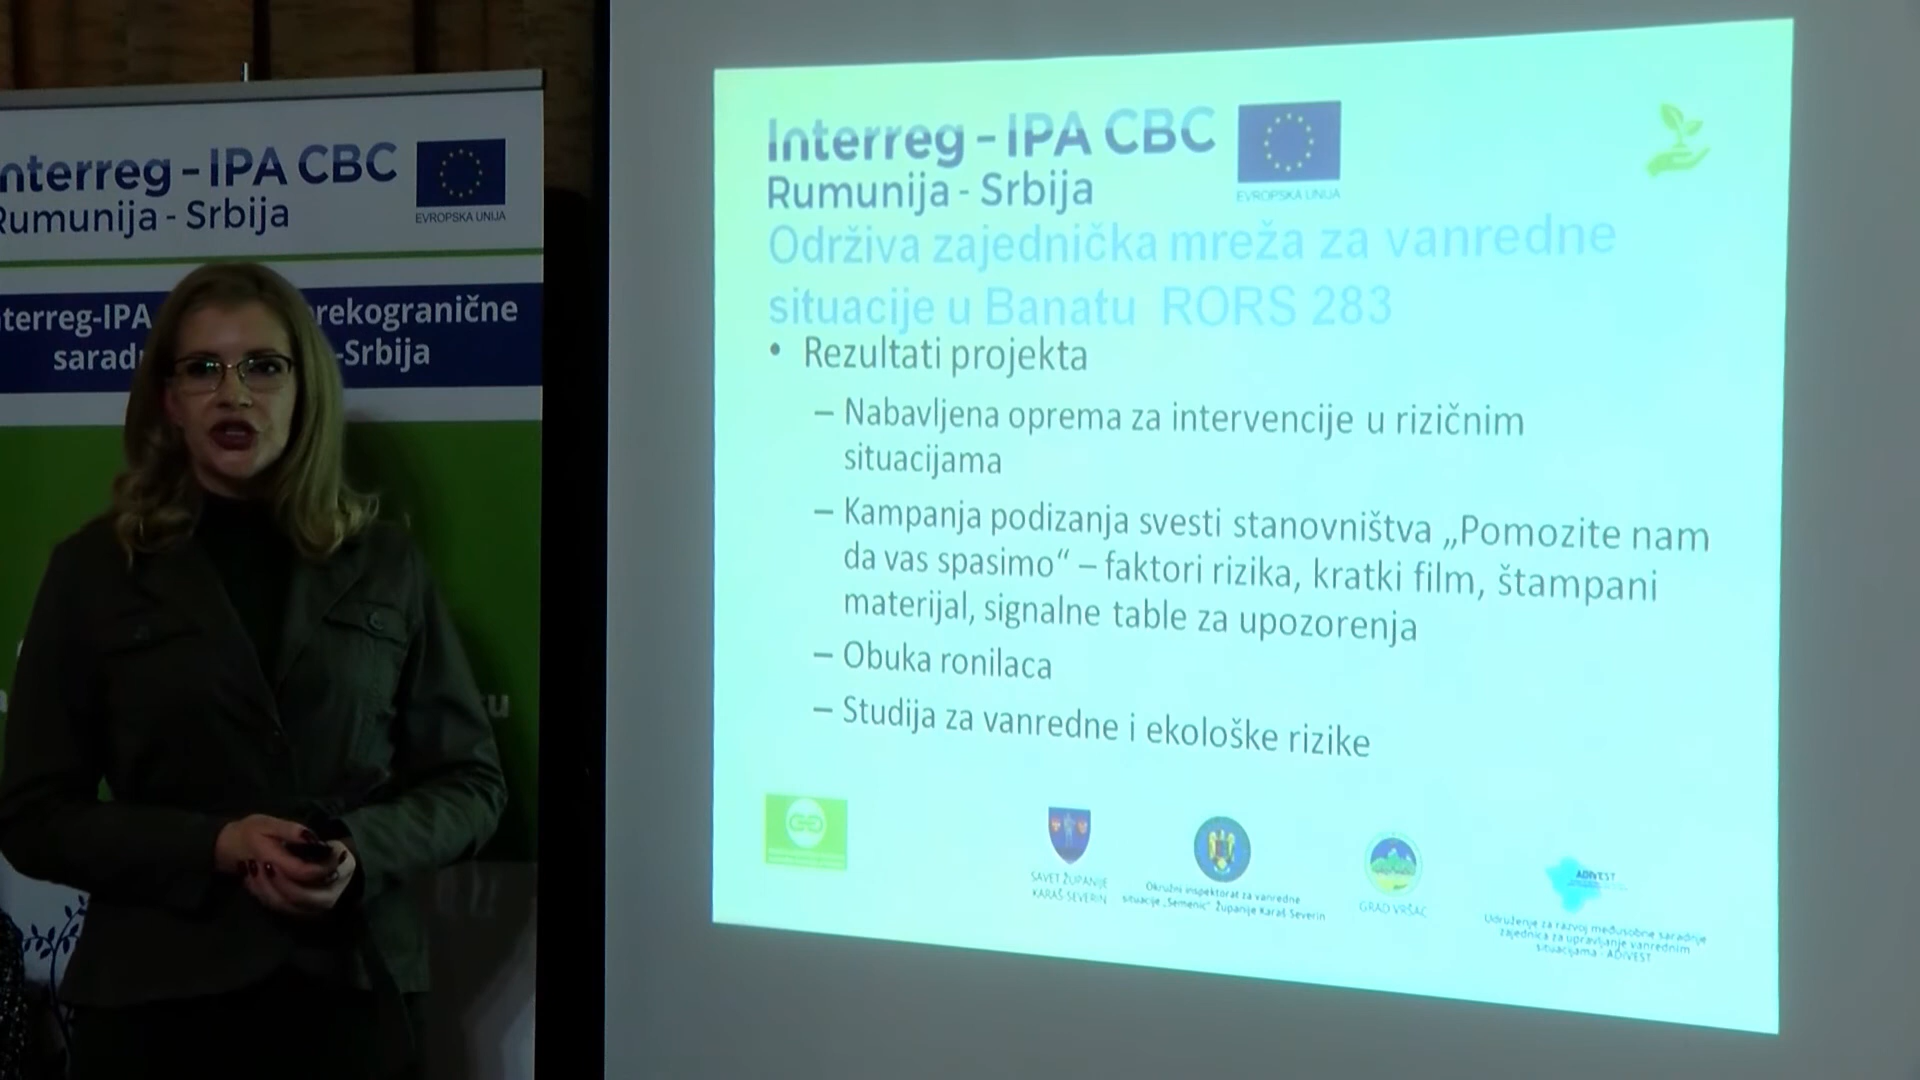 nterreg - IPA CBC
Rumunija - Srbija
EVROPSKA UNIJA
terreg-IPA rekogranične
sarad -Srbija
u
Interreg - IPA CBC
Rumunija - Srbija
EVROPSKA UNIJA
Održiva zajednička mreža za vanredne
situacije u Banatu RORS 283
• Rezultati projekta
– Nabavljena oprema za intervencije u rizičnim
situacijama
– Kampanja podizanja svesti stanovništva „Pomozite nam
da vas spasimo“ – faktori rizika, kratki film, štampani
materijal, signalne table za upozorenja
– Obuka ronilaca
– Studija za vanredne i ekološke rizike
SAVET ŽUPANIJE
KARAŠ SEVERIN
Okružni inspektorat za vanredne
situacije „Semenic“ Županije Karaš Severin
GRAD VRŠAC
ADIVEST
Udruženje za razvoj međusobne saradnje
zajednica za upravljanje vanrednim
situacijama - ADIVEST